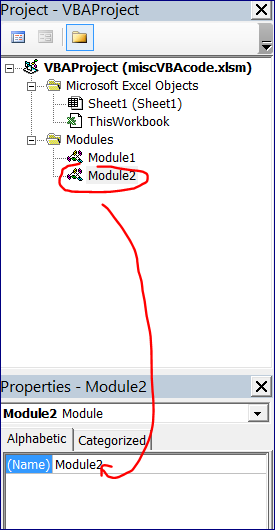 Project - VBAProject
VBAProject (miscVBAcode.xlsm)
Microsoft Excel Objects
Sheet1 (Sheet1)
ThisWorkbook
Modules
Module1
Module2
Properties - Module2
Module2 Module
Alphabetic Categorized
(Name) Module2